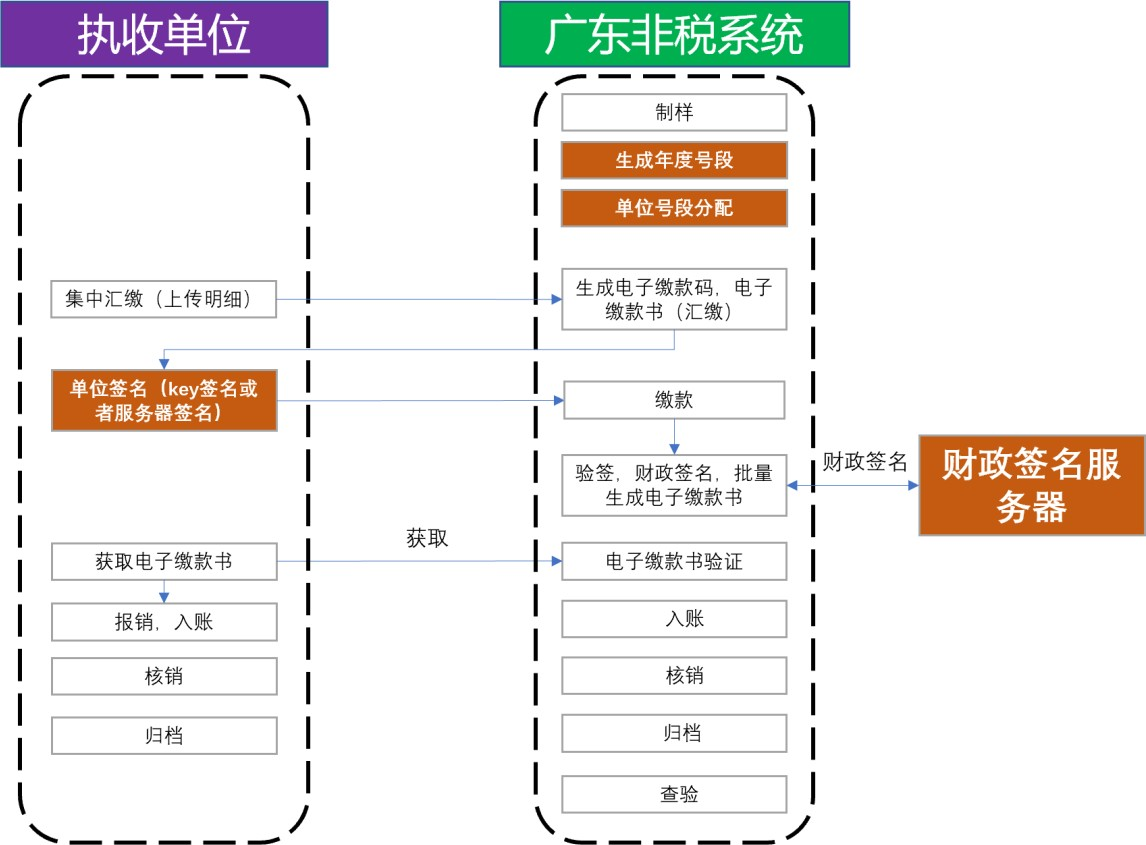 执收单位
广东非税系统
制样
生成年度号段
单位号段分配
集中汇缴（上传明细）
生成电子缴款码，电子
缴款书（汇缴）
单位签名（key签名或
者服务器签名）
缴款
验签，财政签名，批量
生成电子缴款书
财政签名
财政签名服
务器
获取电子缴款书
获取
电子缴款书验证
报销，入账
入账
核销
核销
归档
归档
查验